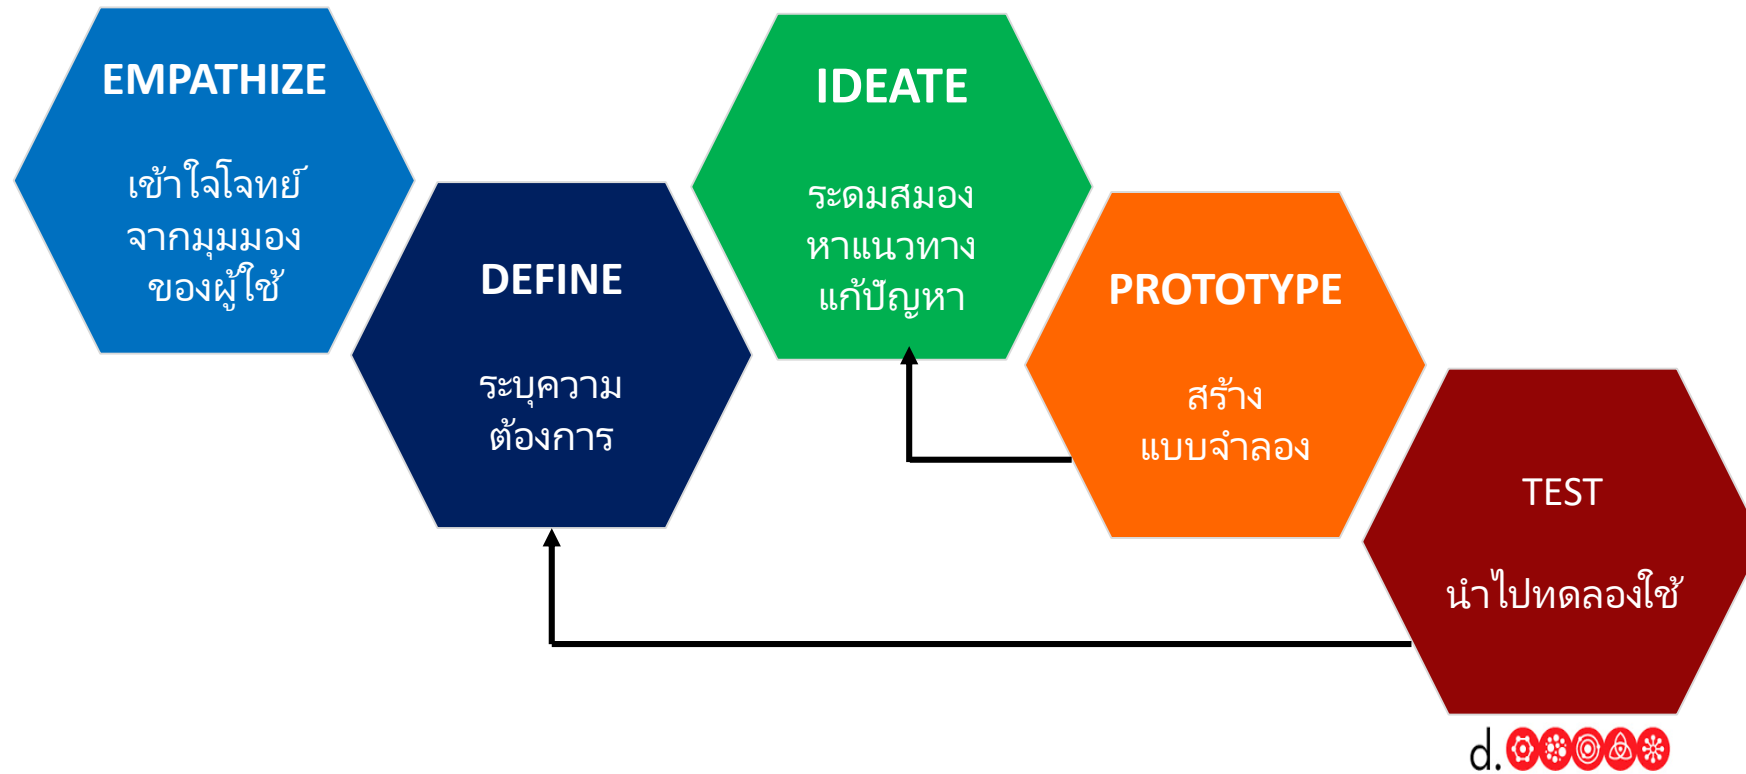 EMPATHIZE
เข้าใจโจทย์
จากมุมมอง
ของผู้ใช้
DEFINE
ระบุความ
ต้องการ
IDEATE
ระดมสมอง
หาแนวทาง
แก้ปัญหา
PROTOTYPE
สร้าง
แบบจำลอง
TEST
นำไปทดลองใช้
d.